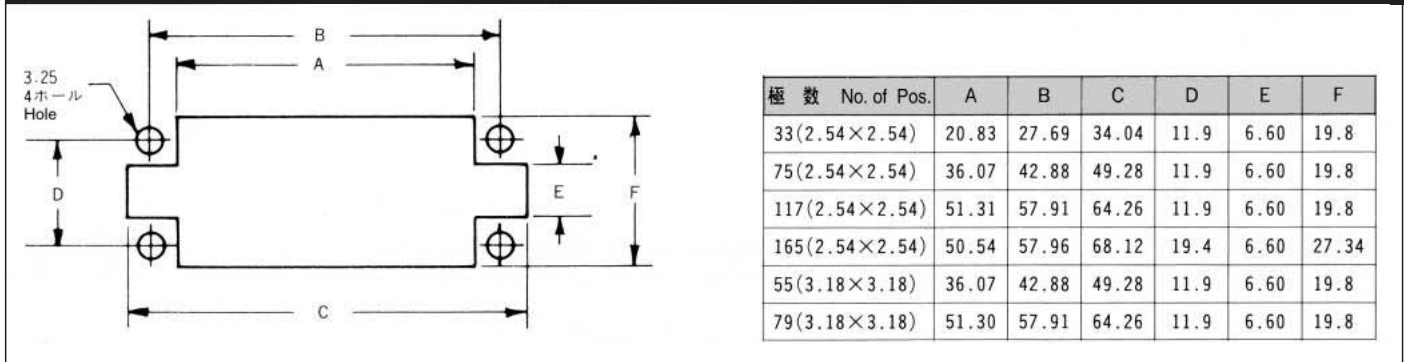 B
A
3.25
4ホール
Hole
D
E
F
C
極 数 No. of Pos. A B C D E F
33(2.54×2.54) 20.83 27.69 34.04 11.9 6.60 19.8
75(2.54×2.54) 36.07 42.88 49.28 11.9 6.60 19.8
117(2.54×2.54) 51.31 57.91 64.26 11.9 6.60 19.8
165(2.54×2.54) 50.54 57.96 68.12 19.4 6.60 27.34
55(3.18×3.18) 36.07 42.88 49.28 11.9 6.60 19.8
79(3.18×3.18) 51.30 57.91 64.26 11.9 6.60 19.8